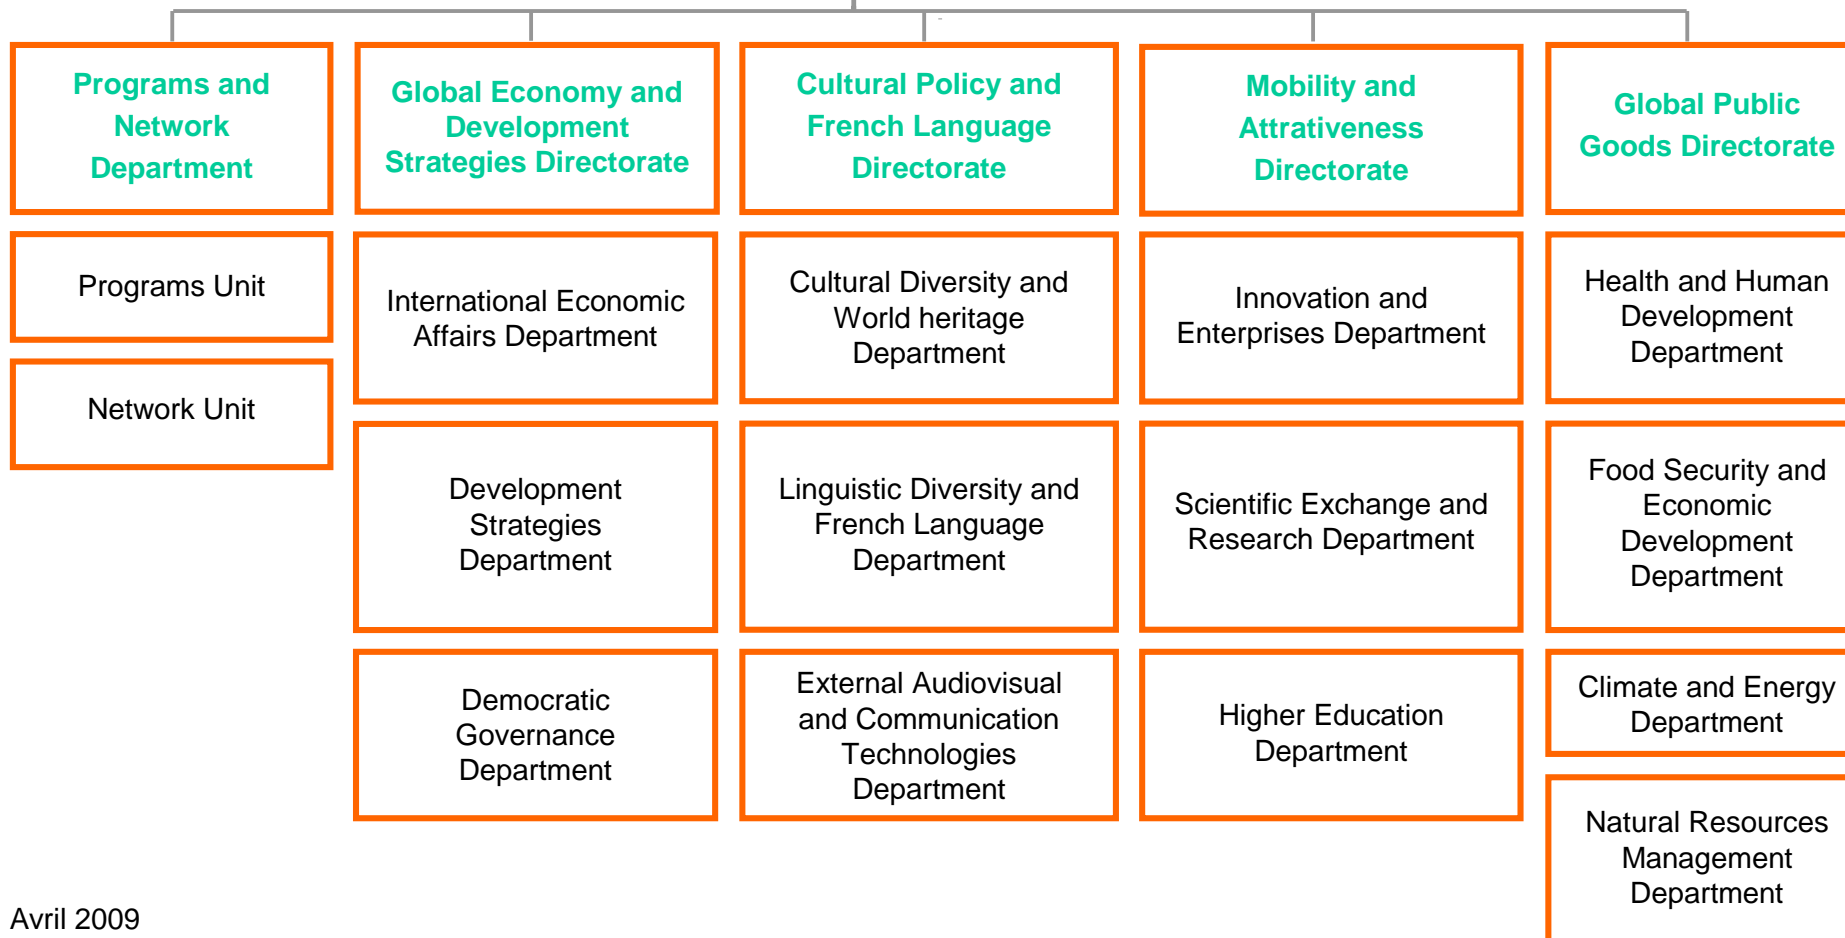 Programs and
Network
Department
Global Economy and
Development
Strategies Directorate
Cultural Policy and
French Language
Directorate
Mobility and
Attrativeness
Directorate
Global Public
Goods Directorate
Programs Unit
Network Unit
International Economic
Affairs Department
Development
Strategies
Department
Democratic
Governance
Department
Cultural Diversity and
World heritage
Department
Linguistic Diversity and
French Language
Department
External Audiovisual
and Communication
Technologies
Department
Innovation and
Enterprises Department
Scientific Exchange and
Research Department
Higher Education
Department
Health and Human
Development
Department
Food Security and
Economic
Development
Department
Climate and Energy
Department
Natural Resources
Management
Department
Avril 2009